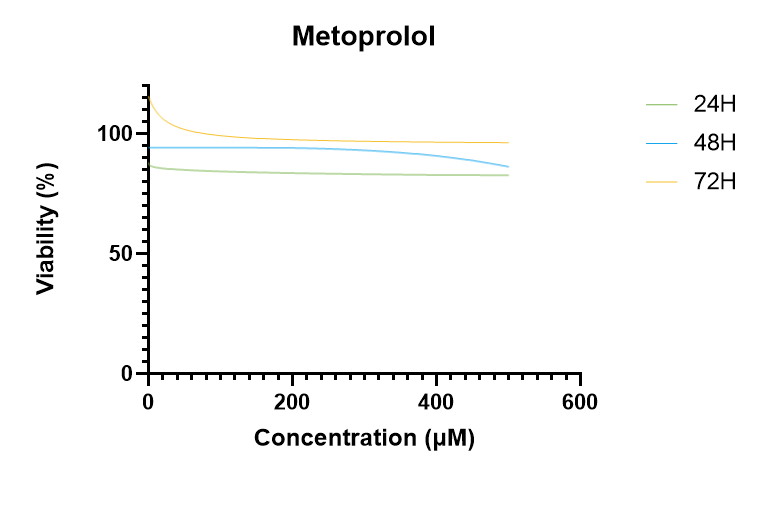 Metoprolol
24H
48H
72H
Viability (%)
100
50
0
0 200 400 600
Concentration (µM)